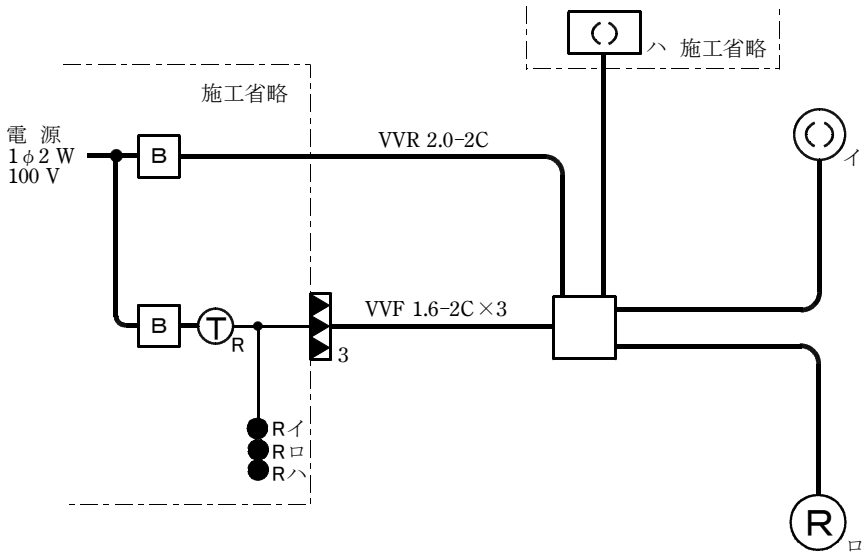 ( ) ハ 施工省略
施工省略
電 源
1φ2 W
100 V
B
VVR 2.0-2C
( ) イ
B
T R
VVF 1.6-2C×3
3
Rイ
Rロ
Rハ
R ロ